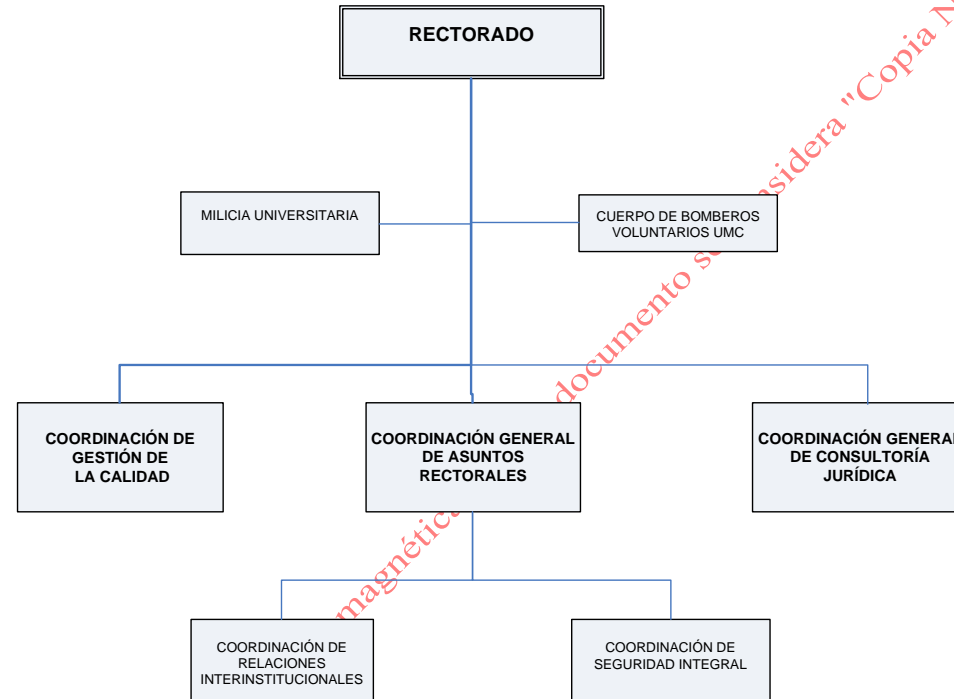 RECTORADO
MILICIA UNIVERSITARIA
CUERPO DE BOMBEROS
VOLUNTARIOS UMC
COORDINACIÓN DE
GESTIÓN DE
LA CALIDAD
COORDINACIÓN GENERAL
DE ASUNTOS
RECTORALES
COORDINACIÓN GENERAL
DE CONSULTORÍA
JURÍDICA
COORDINACIÓN DE
RELACIONES
INTERINSTITUCIONALES
COORDINACIÓN DE
SEGURIDAD INTEGRAL
magnética documento se "Copia